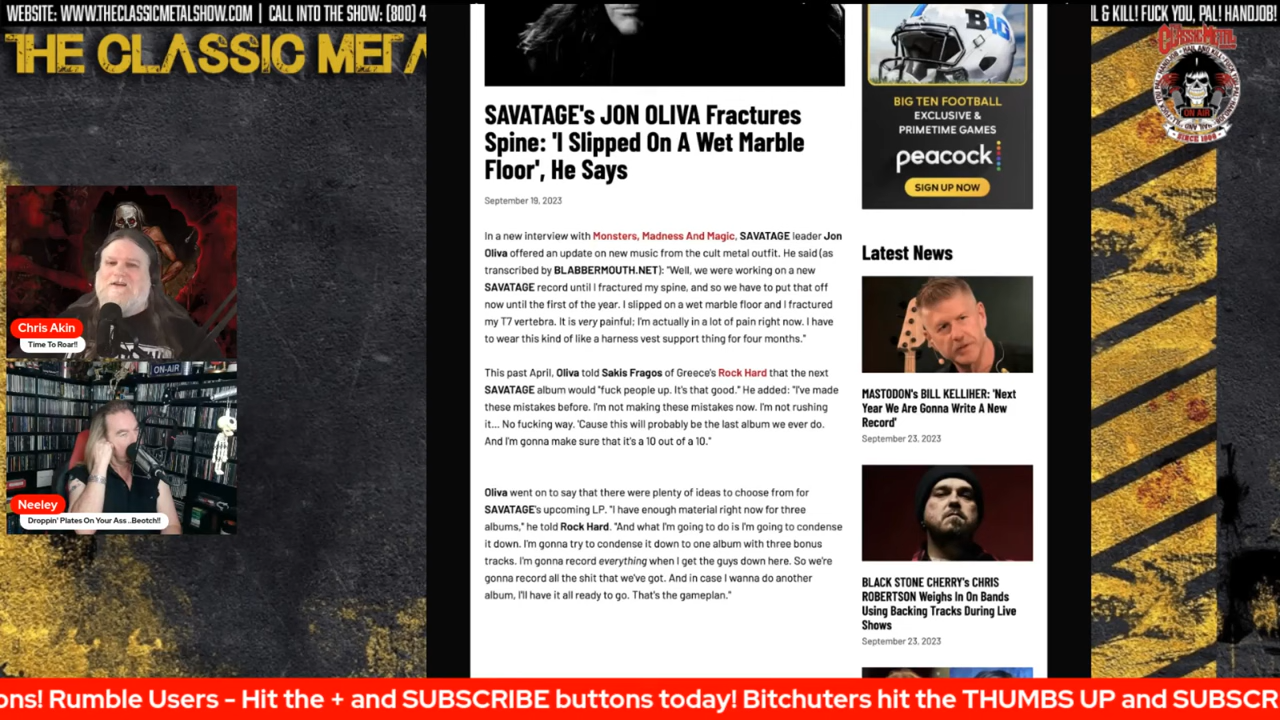 WEBSITE: WWW.THECLASSICMETALSHOW.COM | CALL INTO THE SHOW: (800) 4
IL & KILL! FUCK YOU, PAL! HANDJOB!
THE CLASSIC META
CLASSIC METAL
ON AIR
SINCE 1996
Chris Akin
Time To Roar!!
ON-AIR
Neeley
Droppin' Plates On Your Ass ..Beotch!!
SAVATAGE's JON OLIVA Fractures
Spine: 'I Slipped On A Wet Marble
Floor', He Says
September 19, 2023
In a new interview with Monsters, Madness And Magic, SAVATAGE leader Jon
Oliva offered an update on new music from the cult metal outfit. He said (as
transcribed by BLABBERMOUTH.NET): "Well, we were working on a new
SAVATAGE record until I fractured my spine, and so we have to put that off
now until the first of the year. I slipped on a wet marble floor and I fractured
my T7 vertebra. It is very painful; I'm actually in a lot of pain right now. I have
to wear this kind of like a harness vest support thing for four months."
This past April, Oliva told Sakis Fragos of Greece's Rock Hard that the next
SAVATAGE album would "fuck people up. It's that good." He added: "I've made
these mistakes before. I'm not making these mistakes now. I'm not rushing
it... No fucking way. 'Cause this will probably be the last album we ever do.
And I'm gonna make sure that it's a 10 out of a 10."
Oliva went on to say that there were plenty of ideas to choose from for
SAVATAGE's upcoming LP. "I have enough material right now for three
albums," he told Rock Hard. "And what I'm going to do is I'm going to condense
it down. I'm gonna try to condense it down to one album with three bonus
tracks. I'm gonna record everything when I get the guys down here. So we're
gonna record all the shit that we've got. And in case I wanna do another
album, I'll have it all ready to go. That's the gameplan."
B1G
BIG TEN FOOTBALL
EXCLUSIVE &
PRIMETIME GAMES
peacock
SIGN UP NOW
Latest News
MASTODON's BILL KELLIHER: 'Next
Year We Are Gonna Write A New
Record'
September 23, 2023
BLACK STONE CHERRY's CHRIS
ROBERTSON Weighs In On Bands
Using Backing Tracks During Live
Shows
September 23, 2023
ons! Rumble Users - Hit the + and SUBSCRIBE buttons today! Bitchuters hit the THUMBS UP and SUBSCR